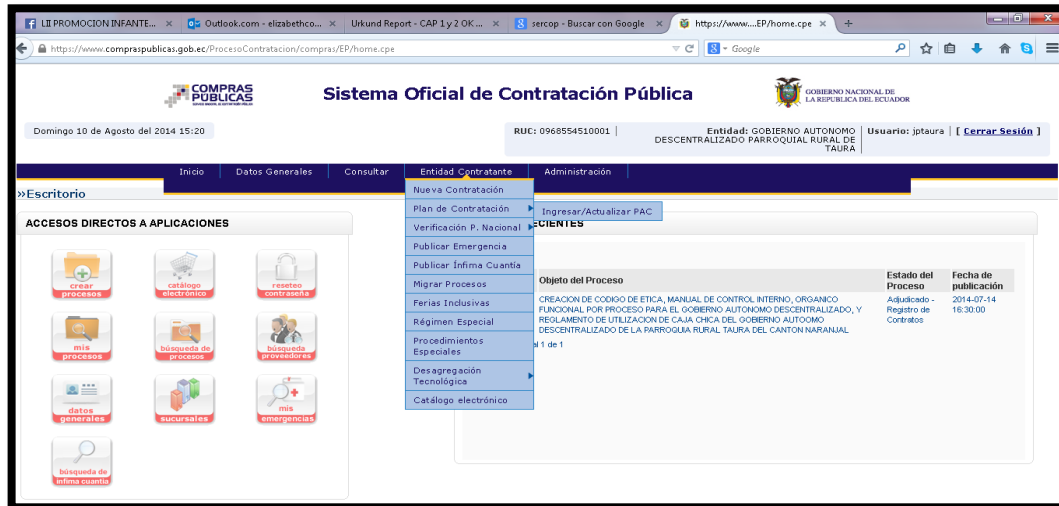 LII PROMOCION INFANTE...
Outlook.com - elizabethco...
Urkund Report - CAP 1 y 2 OK ...
sercop - Buscar con Google
https://www....EP/home.cpe
https://www.compraspublicas.gob.ec/ProcesoContratacion/compras/EP/home.cpe
Google
COMPRAS
PÚBLICAS
Sistema Oficial de Contratación Pública
GOBIERNO NACIONAL DE
LA REPUBLICA DEL ECUADOR
Domingo 10 de Agosto del 2014 15:20
RUC: 0968554510001
Entidad: GOBIERNO AUTONOMO
DESCENTRALIZADO PARROQUIAL RURAL DE
TAURA
Usuario: jptaura
[ Cerrar Sesión ]
Inicio
Datos Generales
Consultar
Entidad Contratante
Administración
»Escritorio
Nueva Contratación
Plan de Contratación
Ingresar/Actualizar PAC
Verificación P. Nacional
Publicar Emergencia
Publicar Ínfima Cuantía
Migrar Procesos
Ferias Inclusivas
Régimen Especial
Procedimientos
Especiales
Desagregación
Tecnológica
Catálogo electrónico
ACCESOS DIRECTOS A APLICACIONES
crear
procesos
catálogo
electrónico
reseteo
contraseña
mis
procesos
búsqueda de
procesos
búsqueda
proveedores
datos
generales
sucursales
mis
emergencias
búsqueda de
ínfima cuantía
CIENTES
Objeto del Proceso
Estado del
Proceso
Fecha de
publicación
CREACION DE CODIGO DE ETICA, MANUAL DE CONTROL INTERNO, ORGANICO
FUNCIONAL POR PROCESO PARA EL GOBIERNO AUTONOMO DESCENTRALIZADO, Y
REGLAMENTO DE UTILIZACION DE CAJA CHICA DEL GOBIERNO AUTOOMO
DESCENTRALIZADO DE LA PARROQUIA RURAL TAURA DEL CANTON NARANJAL
Adjudicado -
Registro de
Contratos
2014-07-14
16:30:00
al 1 de 1